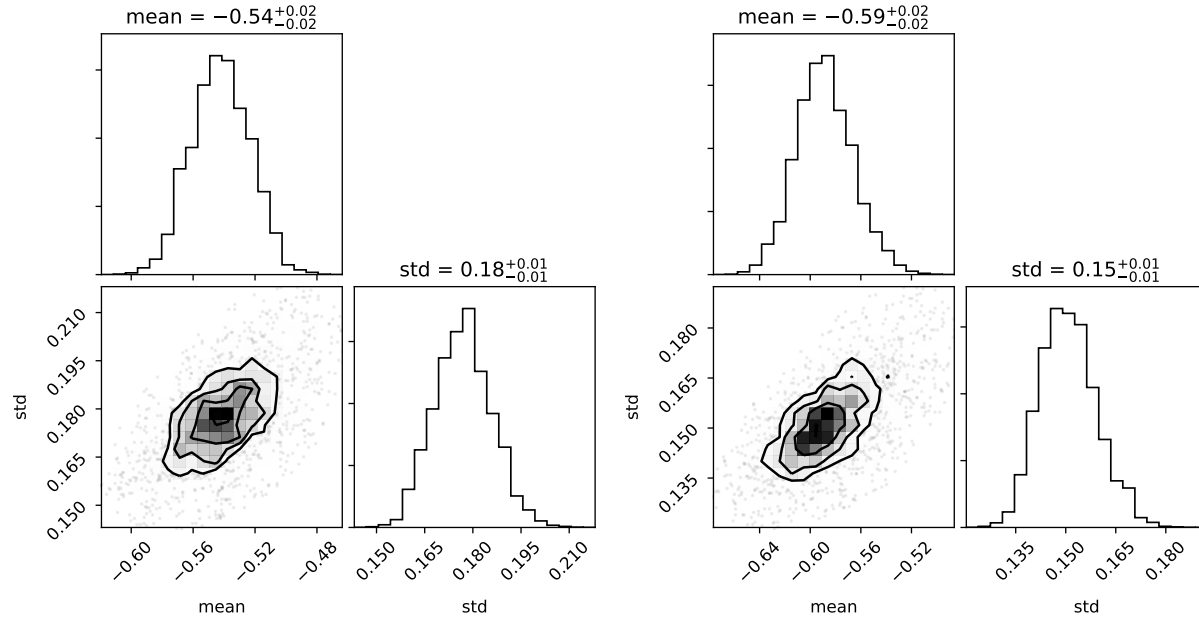 mean = −0.54^{+0.02}_{−0.02}
mean = −0.59^{+0.02}_{−0.02}
std = 0.18^{+0.01}_{−0.01}
std = 0.15^{+0.01}_{−0.01}
std
0.210
0.195
0.180
0.165
0.150
−0.60
−0.56
−0.52
−0.48
mean
0.150
0.165
0.180
0.195
0.210
std
std
0.180
0.165
0.150
0.135
−0.64
−0.60
−0.56
−0.52
mean
0.135
0.150
0.165
0.180
std